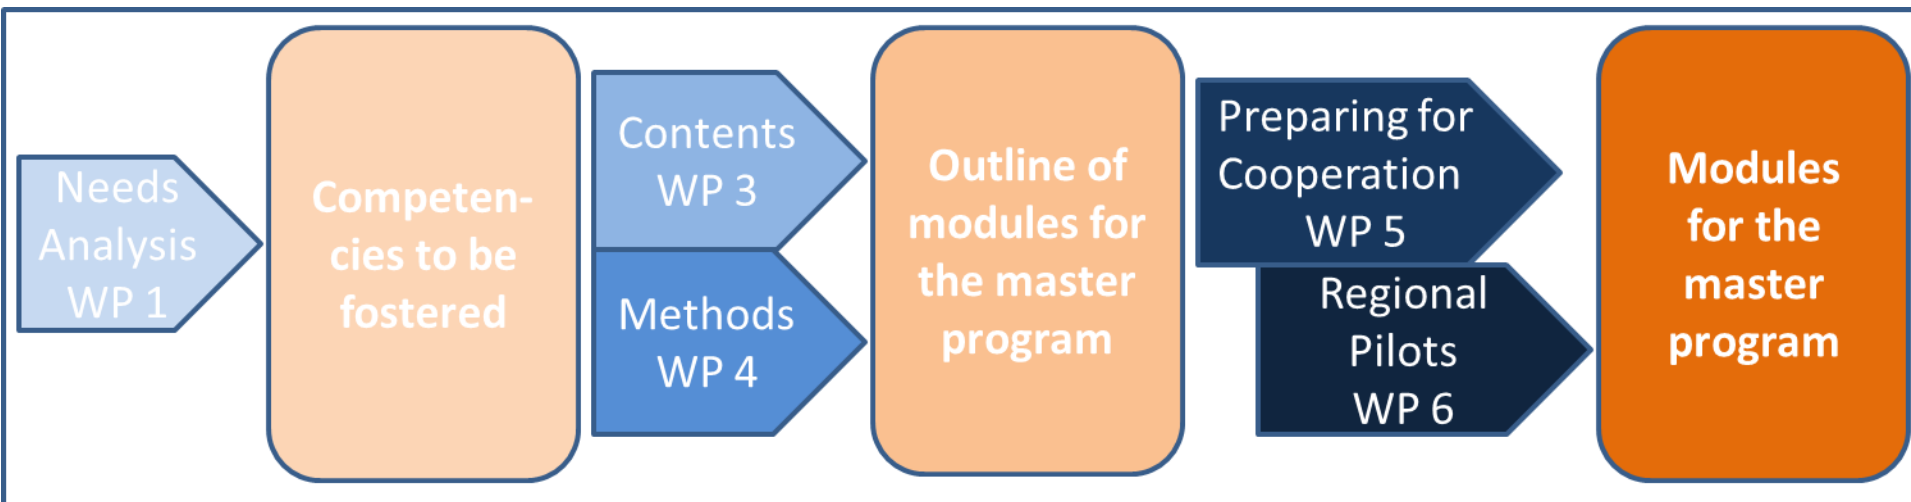 Needs
Analysis
WP 1
Competen-
cies to be
fostered
Contents
WP 3
Methods
WP 4
Outline of
modules for
the master
program
Preparing for
Cooperation
WP 5
Regional
Pilots
WP 6
Modules
for the
master
program